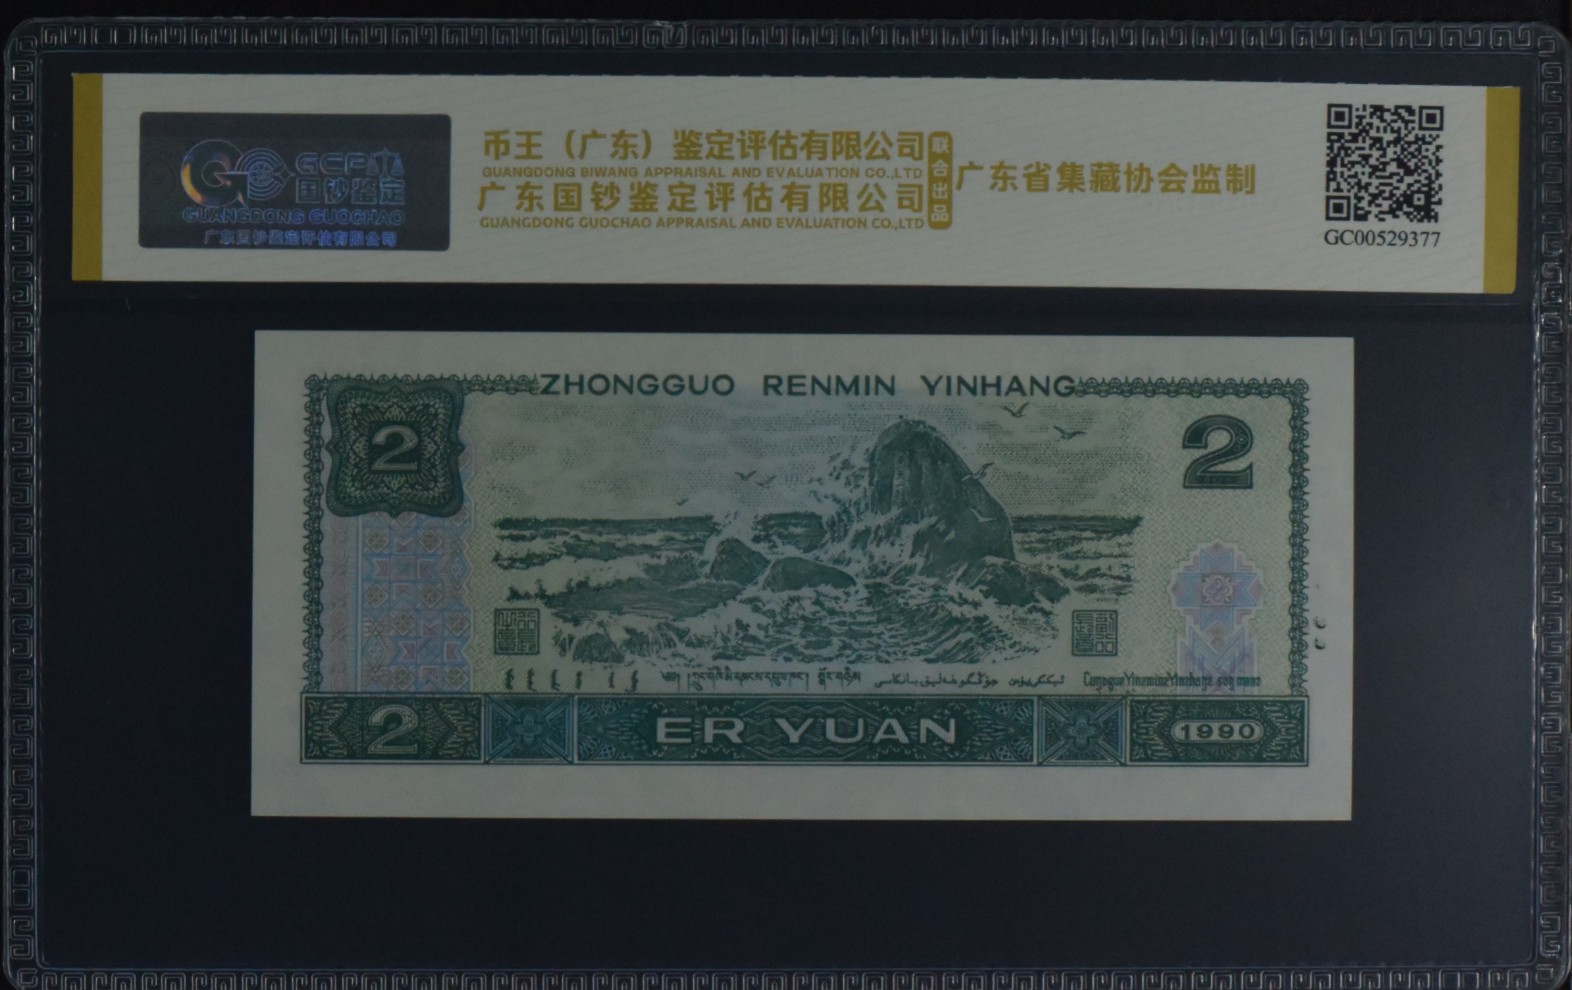 GCF
国钞鉴定
GUANGDONG GUOCHAO
广东国钞鉴定评估有限公司
币王（广东）鉴定评估有限公司
GUANGDONG BIWANG APPRAISAL AND EVALUATION CO.,LTD
广东国钞鉴定评估有限公司
GUANGDONG GUOCHAO APPRAISAL AND EVALUATION CO.,LTD
联合出品
广东省集藏协会监制
GC00529377
ZHONGGUO RENMIN YINHANG
2
2
2
ER YUAN
1990